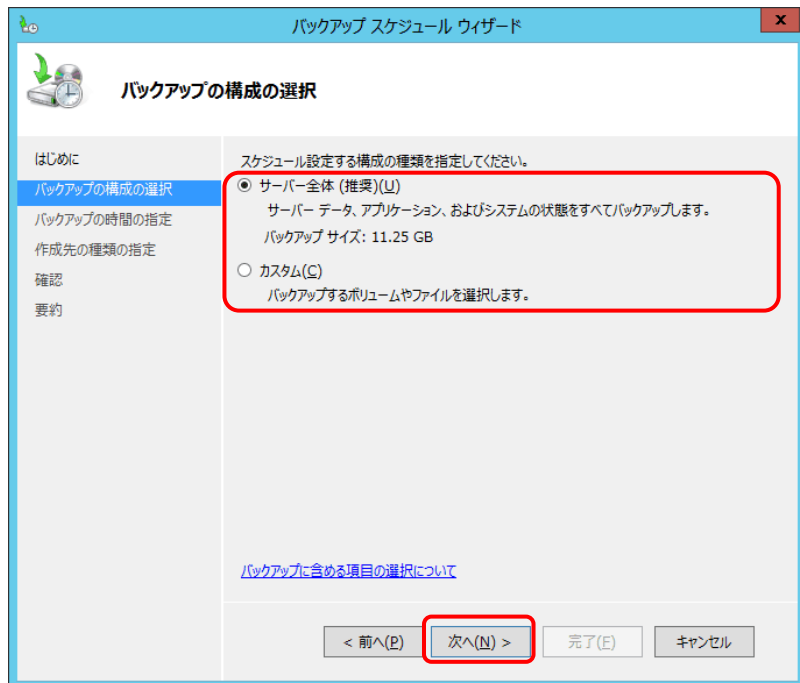 バックアップ スケジュール ウィザード
x
バックアップの構成の選択
はじめに
バックアップの構成の選択
バックアップの時間の指定
作成先の種類の指定
確認
要約
スケジュール設定する構成の種類を指定してください。
サーバー全体 (推奨)(U)
サーバー データ、アプリケーション、およびシステムの状態をすべてバックアップします。
バックアップ サイズ: 11.25 GB
カスタム(C)
バックアップするボリュームやファイルを選択します。
バックアップに含める項目の選択について
< 前へ(P)
次へ(N) >
完了(F)
キャンセル